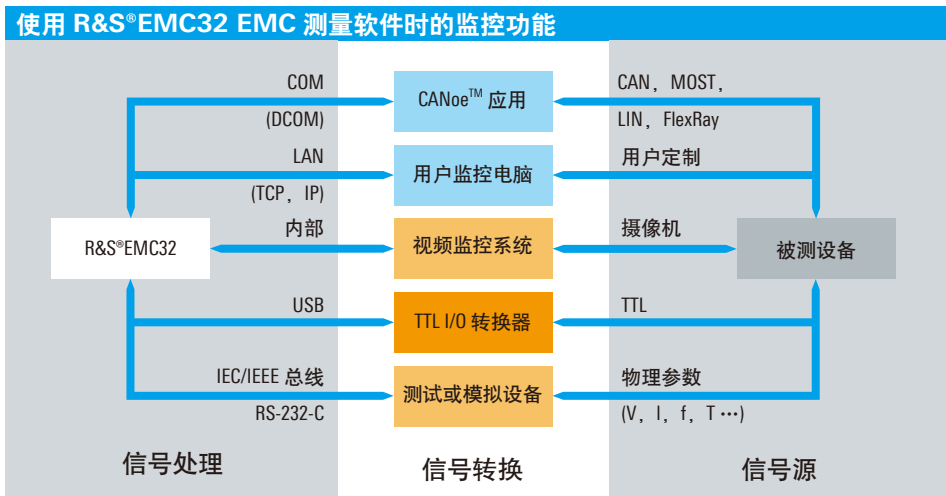 使用 R&S®EMC32 EMC 测量软件时的监控功能
COM
(DCOM)
CANoe™ 应用
CAN，MOST，
LIN，FlexRay
LAN
(TCP，IP)
用户监控电脑
用户定制
R&S®EMC32
内部
视频监控系统
摄像机
被测设备
USB
TTL I/O 转换器
TTL
IEC/IEEE 总线
RS-232-C
测试或模拟设备
物理参数
(V，I，f，T…)
信号处理
信号转换
信号源